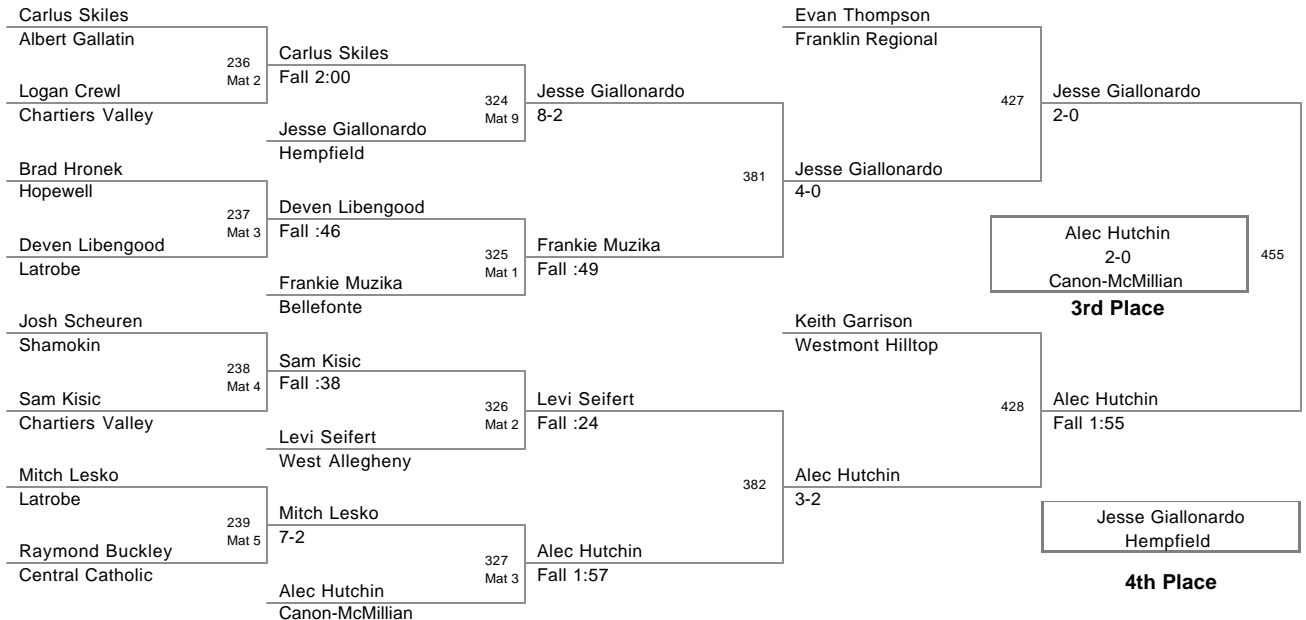 Carlus Skiles
Albert Gallatin
236
Mat 2
Logan Crewl
Chartiers Valley
Brad Hronek
Hopewell
237
Mat 3
Deven Libengood
Latrobe
Josh Scheuren
Shamokin
238
Mat 4
Sam Kisic
Chartiers Valley
Mitch Lesko
Latrobe
239
Mat 5
Raymond Buckley
Central Catholic
Carlus Skiles
Fall 2:00
324
Mat 9
Jesse Giallonardo
Hempfield
Deven Libengood
Fall :46
325
Mat 1
Frankie Muzika
Bellefonte
Sam Kisic
Fall :38
326
Mat 2
Levi Seifert
West Allegheny
Mitch Lesko
7-2
327
Mat 3
Alec Hutchin
Canon-McMillian
Jesse Giallonardo
8-2
381
Frankie Muzika
Fall :49
Levi Seifert
Fall :24
382
Alec Hutchin
Fall 1:57
Evan Thompson
Franklin Regional
427
Jesse Giallonardo
4-0
Keith Garrison
Westmont Hilltop
428
Alec Hutchin
3-2
Jesse Giallonardo
2-0
Alec Hutchin
2-0
Canon-McMillian
455
3rd Place
Alec Hutchin
Fall 1:55
Jesse Giallonardo
Hempfield
4th Place